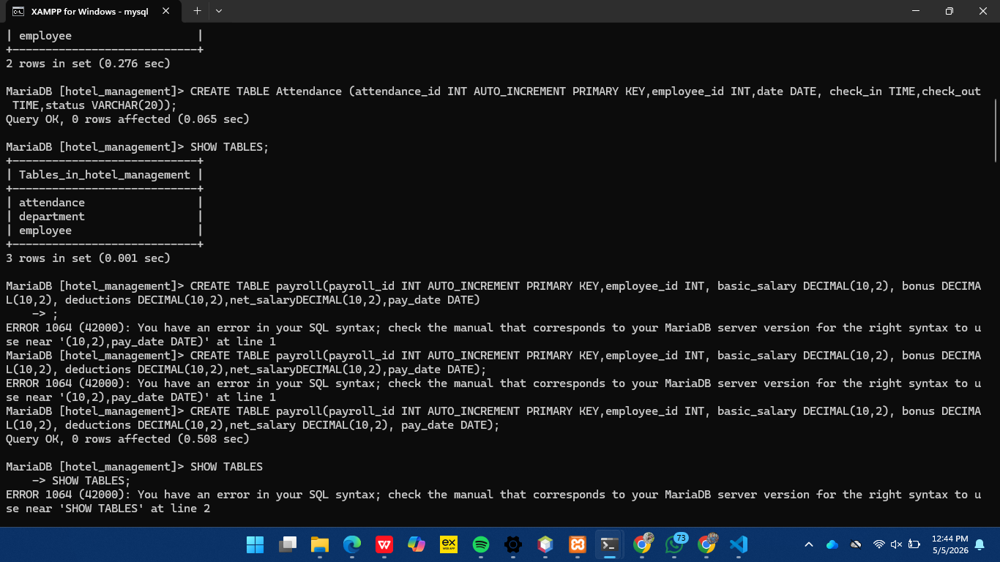 XAMPP for Windows - mysql
| employee |
+---------------------------+
2 rows in set (0.276 sec)
MariaDB [hotel_management]> CREATE TABLE Attendance (attendance_id INT AUTO_INCREMENT PRIMARY KEY,employee_id INT,date DATE, check_in TIME,check_out
TIME,status VARCHAR(20));
Query OK, 0 rows affected (0.065 sec)
MariaDB [hotel_management]> SHOW TABLES;
+---------------------------+
| Tables_in_hotel_management |
+---------------------------+
| attendance |
| department |
| employee |
+---------------------------+
3 rows in set (0.001 sec)
MariaDB [hotel_management]> CREATE TABLE payroll(payroll_id INT AUTO_INCREMENT PRIMARY KEY,employee_id INT, basic_salary DECIMAL(10,2), bonus DECIMA
L(10,2), deductions DECIMAL(10,2),net_salaryDECIMAL(10,2),pay_date DATE)
-> ;
ERROR 1064 (42000): You have an error in your SQL syntax; check the manual that corresponds to your MariaDB server version for the right syntax to u
se near '(10,2),pay_date DATE)' at line 1
MariaDB [hotel_management]> CREATE TABLE payroll(payroll_id INT AUTO_INCREMENT PRIMARY KEY,employee_id INT, basic_salary DECIMAL(10,2), bonus DECIMA
L(10,2), deductions DECIMAL(10,2),net_salaryDECIMAL(10,2),pay_date DATE);
ERROR 1064 (42000): You have an error in your SQL syntax; check the manual that corresponds to your MariaDB server version for the right syntax to u
se near '(10,2),pay_date DATE)' at line 1
MariaDB [hotel_management]> CREATE TABLE payroll(payroll_id INT AUTO_INCREMENT PRIMARY KEY,employee_id INT, basic_salary DECIMAL(10,2), bonus DECIMA
L(10,2), deductions DECIMAL(10,2),net_salary DECIMAL(10,2), pay_date DATE);
Query OK, 0 rows affected (0.508 sec)
MariaDB [hotel_management]> SHOW TABLES
-> SHOW TABLES;
ERROR 1064 (42000): You have an error in your SQL syntax; check the manual that corresponds to your MariaDB server version for the right syntax to u
se near 'SHOW TABLES' at line 2
W
ex
WEB APP
73
12:44 PM
5/5/2026